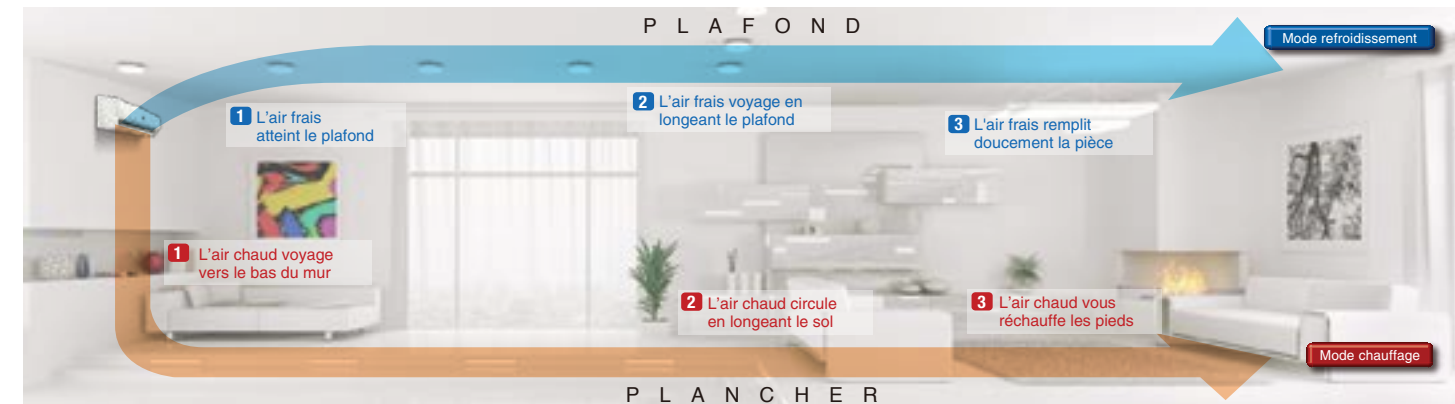 PLAFOND
Mode refroidissement
1 L'air frais
atteint le plafond
2 L'air frais voyage en
longeant le plafond
3 L'air frais remplit
doucement la pièce
1 L'air chaud voyage
vers le bas du mur
2 L'air chaud circule
en longeant le sol
3 L'air chaud vous
réchauffe les pieds
Mode chauffage
PLANCHER